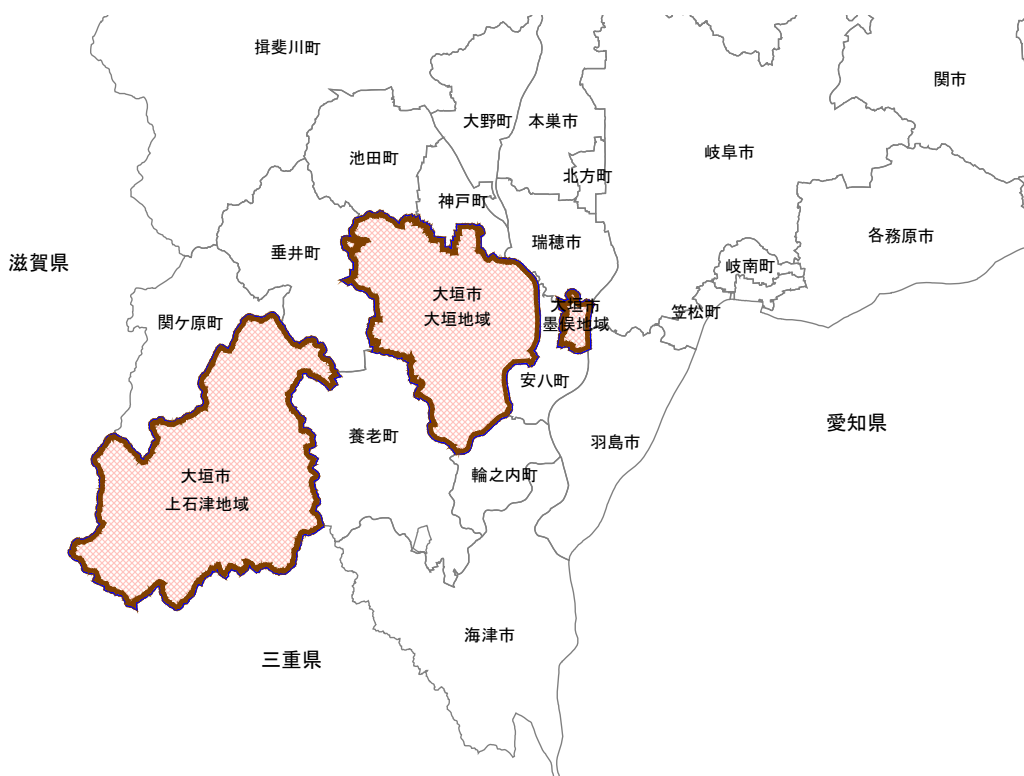 揖斐川町
関市
大野町
本巣市
池田町
岐阜市
北方町
神戸町
各務原市
瑞穂市
垂井町
滋賀県
岐南町
大垣市
大垣地域
大垣市
墨俣地域
笠松町
関ケ原町
安八町
愛知県
養老町
羽島市
輪之内町
大垣市
上石津地域
海津市
三重県